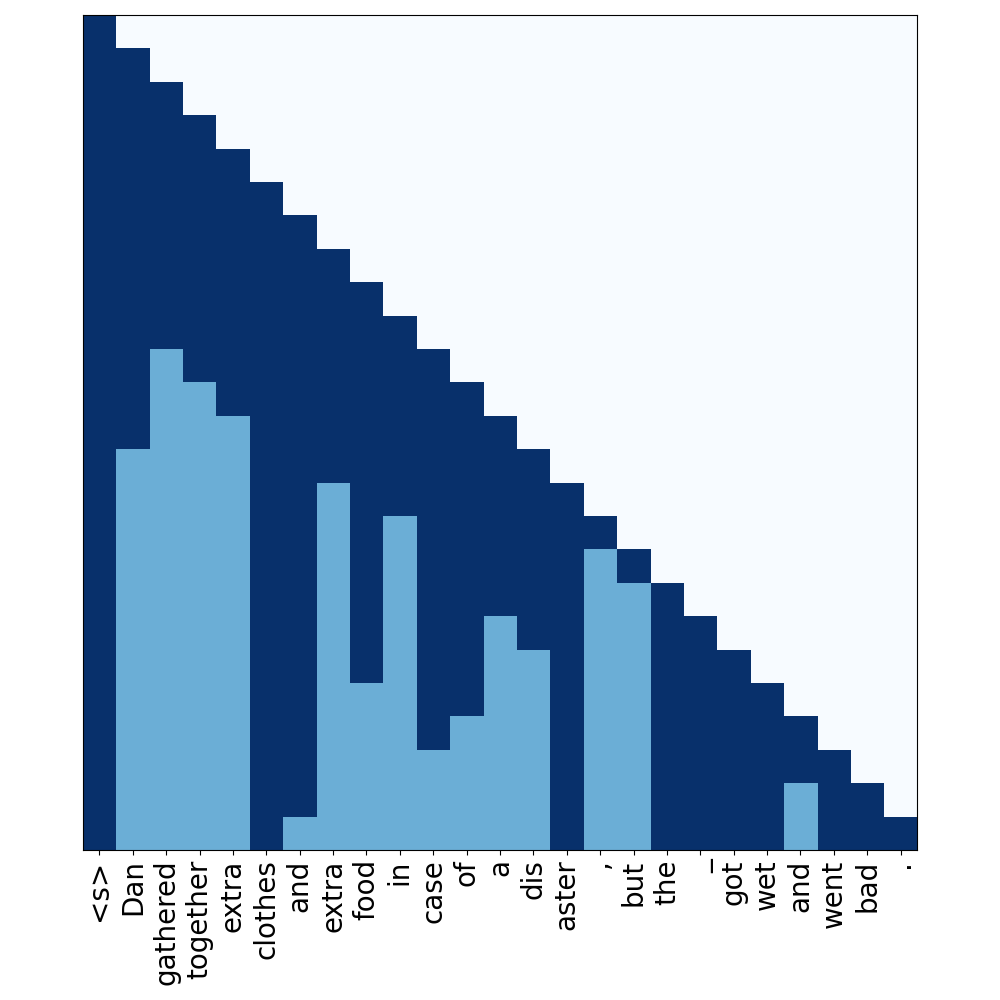 <s> Dan gathered together extra clothes and extra food in case of a dis aster , but the _ got wet and went bad .